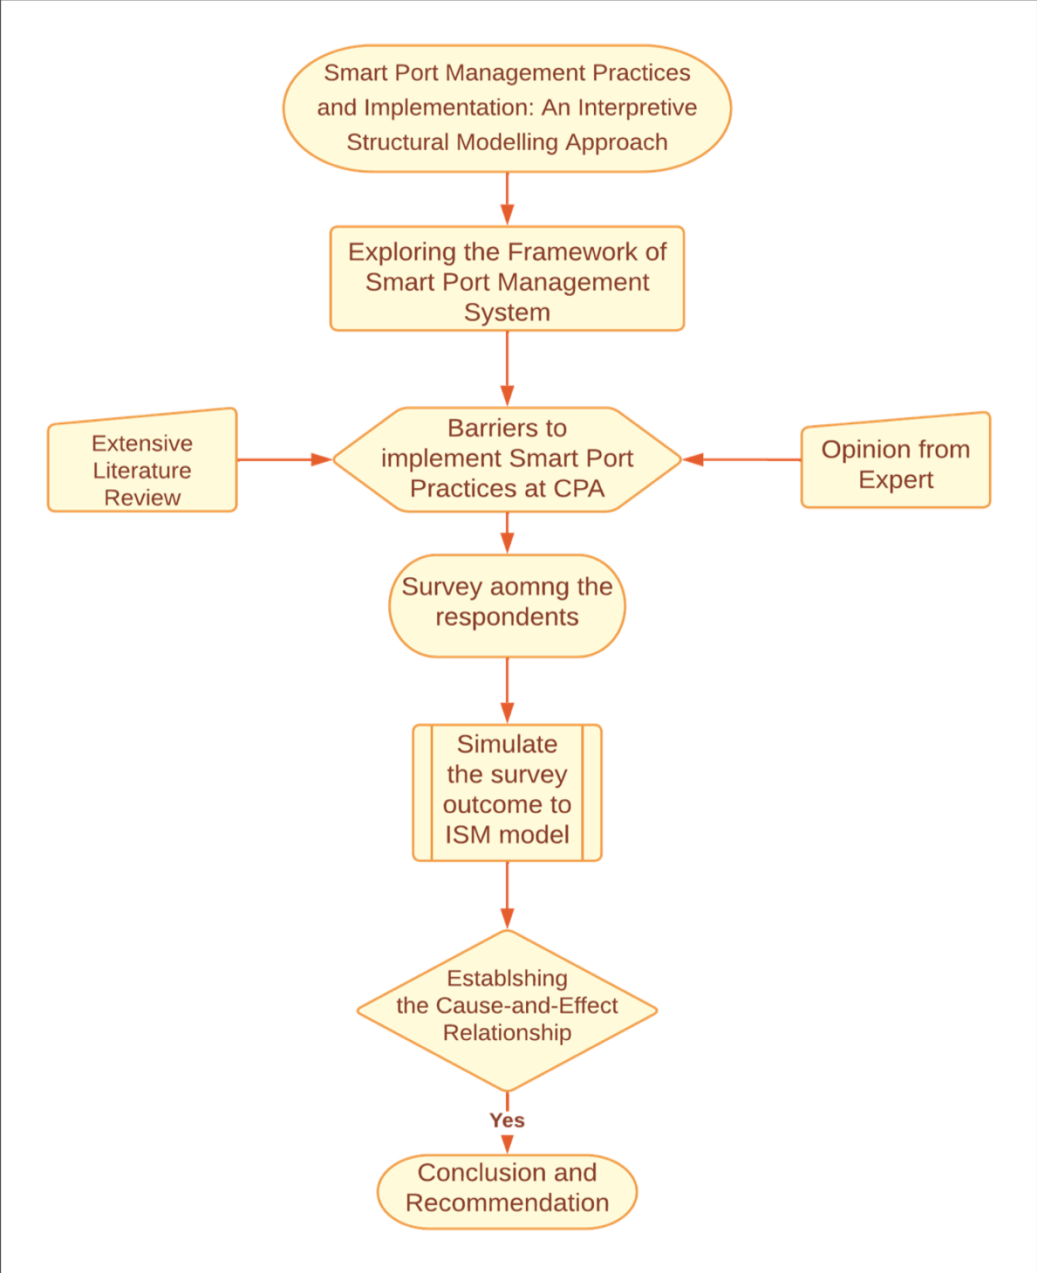 Smart Port Management Practices
and Implementation: An Interpretive
Structural Modelling Approach
Exploring the Framework of
Smart Port Management
System
Extensive
Literature
Review
Barriers to
implement Smart Port
Practices at CPA
Opinion from
Expert
Survey aomng the
respondents
Simulate
the survey
outcome to
ISM model
Establshing
the Cause-and-Effect
Relationship
Yes
Conclusion and
Recommendation